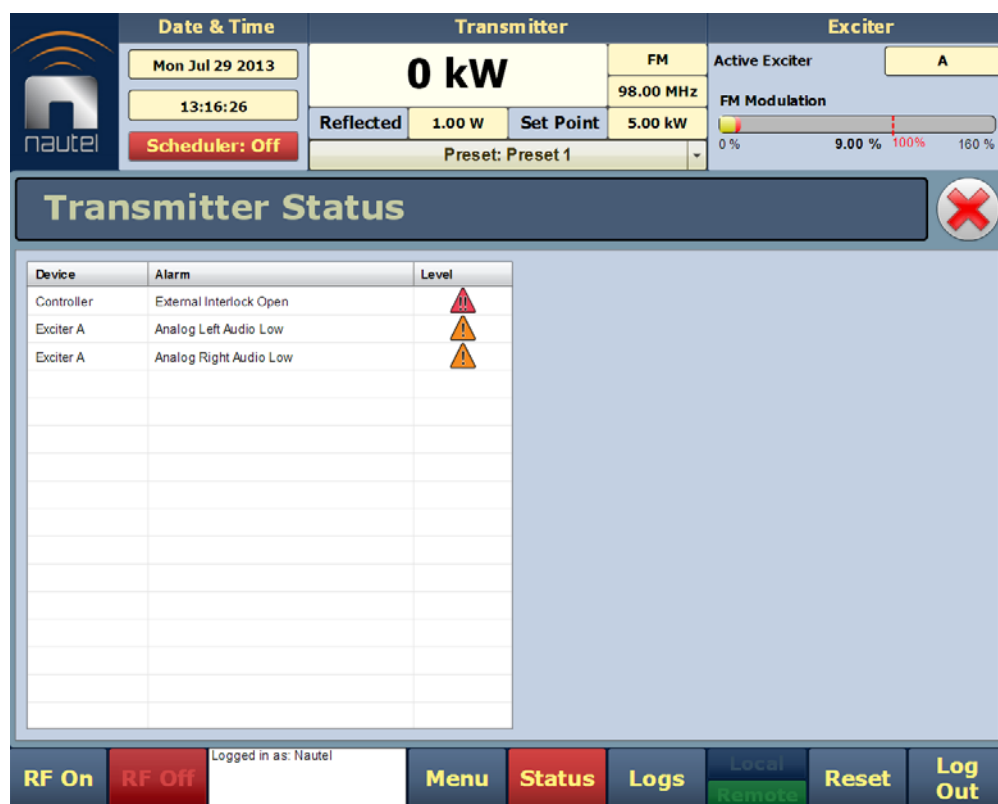 Date & Time
Transmitter
Exciter
nautel
Mon Jul 29 2013
13:16:26
Scheduler: Off
0 kW
FM
98.00 MHz
Reflected 1.00 W Set Point 5.00 kW
Preset: Preset 1
Active Exciter A
FM Modulation
0 % 9.00 % 100% 160 %
Transmitter Status
Device Alarm Level
Controller External Interlock Open !!
Exciter A Analog Left Audio Low !
Exciter A Analog Right Audio Low !
RF On
RF Off
Logged in as: Nautel
Menu
Status
Logs
Local
Remote
Reset
Log
Out